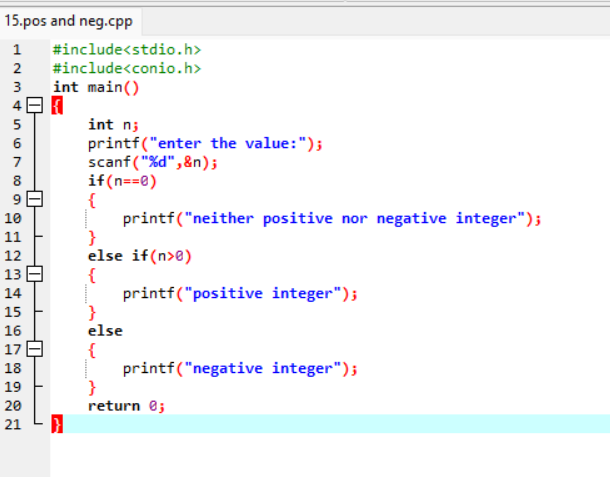 15.pos and neg.cpp
1 #include<stdio.h>
2 #include<conio.h>
3 int main()
4 {
5 int n;
6 printf("enter the value:");
7 scanf("%d",&n);
8 if(n==0)
9 {
10 printf("neither positive nor negative integer");
11 }
12 else if(n>0)
13 {
14 printf("positive integer");
15 }
16 else
17 {
18 printf("negative integer");
19 }
20 return 0;
21 }